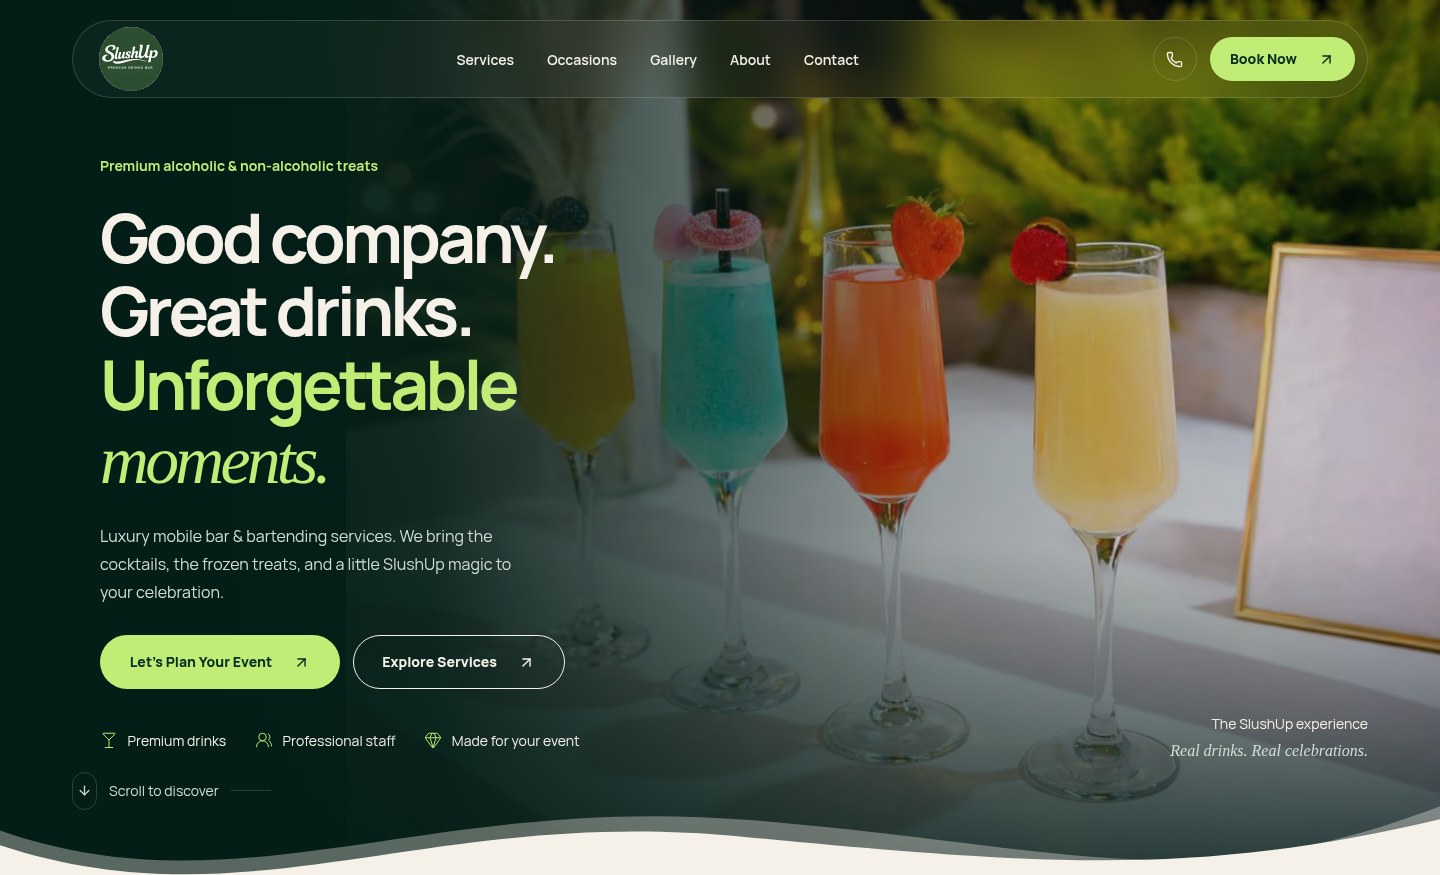 SlushUp
PREMIUM DRINKS BAR
Services
Occasions
Gallery
About
Contact
Book Now
Premium alcoholic & non-alcoholic treats
Good company.
Great drinks.
Unforgettable
moments.
Luxury mobile bar & bartending services. We bring the
cocktails, the frozen treats, and a little SlushUp magic to
your celebration.
Let's Plan Your Event
Explore Services
Premium drinks
Professional staff
Made for your event
The SlushUp experience
Real drinks. Real celebrations.
Scroll to discover